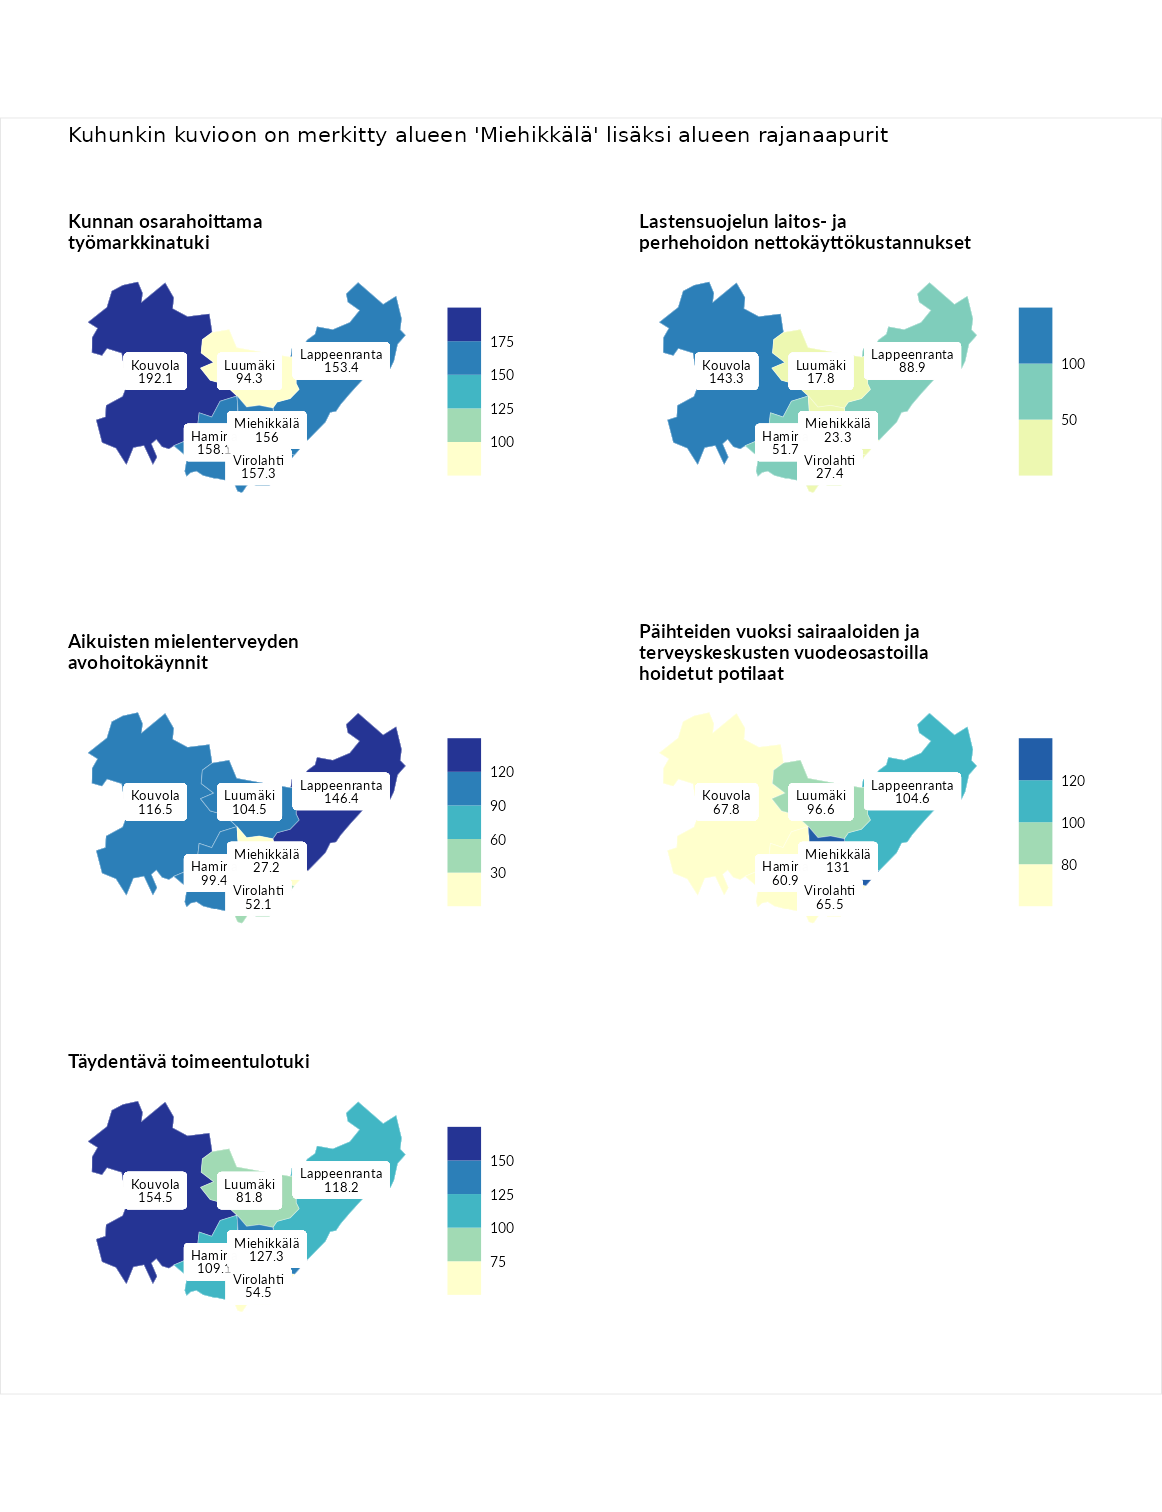 Kuhunkin kuvioon on merkitty alueen 'Miehikkälä' lisäksi alueen rajanaapurit
Kunnan osarahoittama
työmarkkinatuki
Kouvola
192.1
Luumäki
94.3
Lappeenranta
153.4
Miehikkälä
156
158.1
Virolahti
157.3
175
150
125
100
Lastensuojelun laitos- ja
perhehoidon nettokäyttökustannukset
Kouvola
143.3
Luumäki
17.8
Lappeenranta
88.9
Miehikkälä
23.3
51.7
Virolahti
27.4
100
50
Aikuisten mielenterveyden
avohoitokäynnit
Kouvola
116.5
Luumäki
104.5
Lappeenranta
146.4
Miehikkälä
27.2
99.4
Virolahti
52.1
120
90
60
30
Päihteiden vuoksi sairaaloiden ja
terveyskeskusten vuodeosastoilla
hoidetut potilaat
Kouvola
67.8
Luumäki
96.6
Lappeenranta
104.6
Miehikkälä
131
60.9
Virolahti
65.5
120
100
80
Täydentävä toimeentulotuki
Kouvola
154.5
Luumäki
81.8
Lappeenranta
118.2
Miehikkälä
127.3
109.1
Virolahti
54.5
150
125
100
75